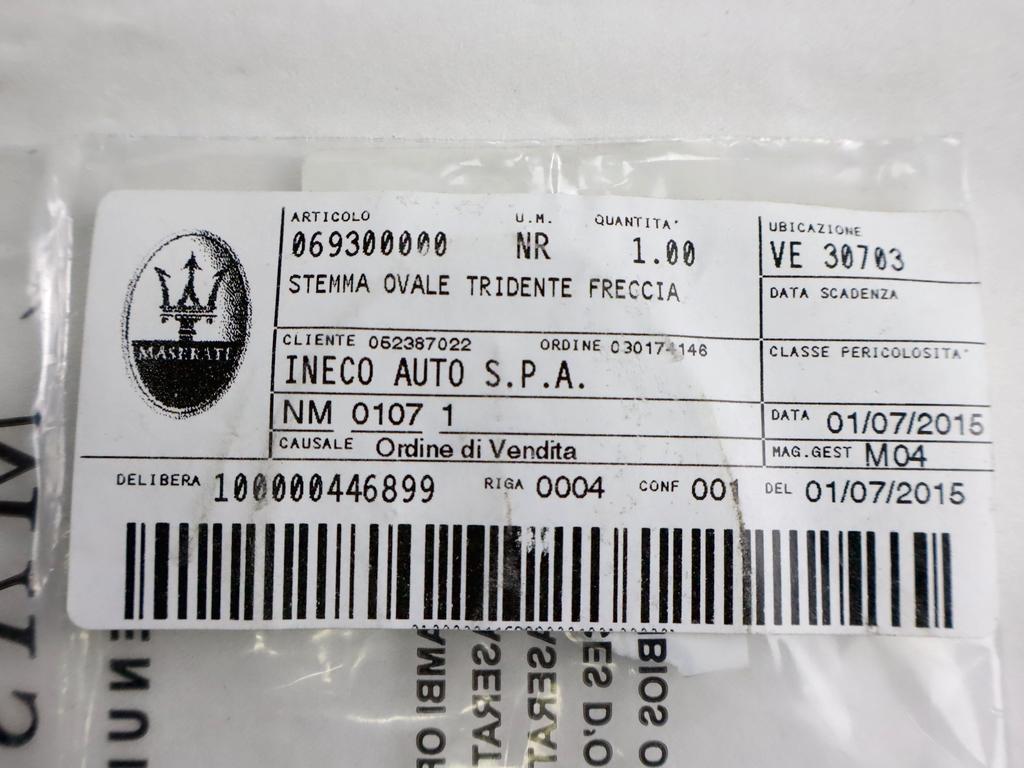 ARTICOLO U.M. QUANTITA'
069300000 NR 1.00
STEMMA OVALE TRIDENTE FRECCIA
UBICAZIONE
VE 30703
DATA SCADENZA
MASERATI
CLIENTE 052387022 ORDINE 030174146
INECO AUTO S.P.A.
CLASSE PERICOLOSITA'
NM 0107 1
DATA 01/07/2015
CAUSALE Ordine di Vendita
MAG.GEST M04
DELIBERA 100000446899 RIGA 0004 CONF 001 DEL 01/07/2015